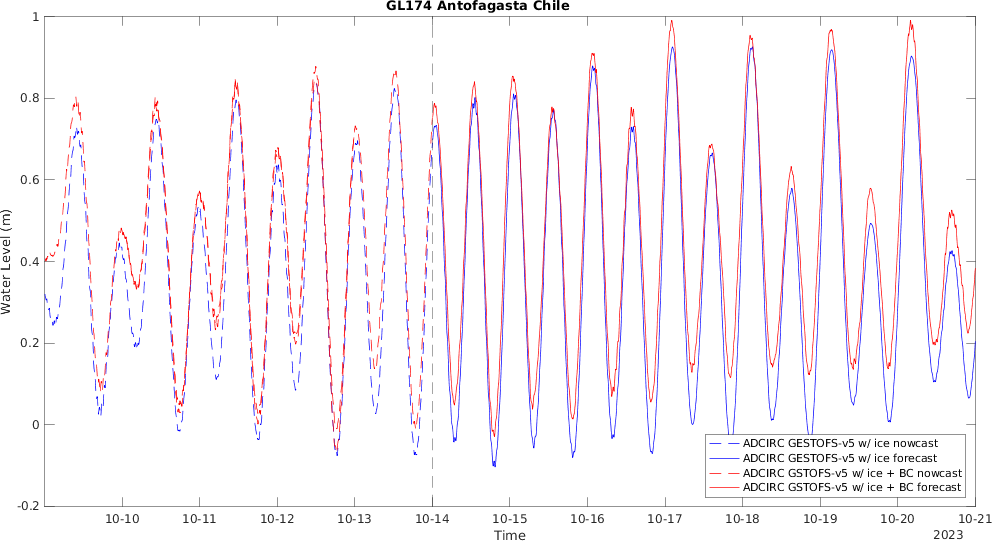 GL174 Antofagasta Chile
Water Level (m)
1
0.8
0.6
0.4
0.2
0
-0.2
10-10 10-11 10-12 10-13 10-14 10-15 10-16 10-17 10-18 10-19 10-20 10-21
Time
2023
ADCIRC GESTOFS-v5 w/ ice nowcast
ADCIRC GESTOFS-v5 w/ ice forecast
ADCIRC GSTOFS-v5 w/ ice + BC nowcast
ADCIRC GSTOFS-v5 w/ ice + BC forecast